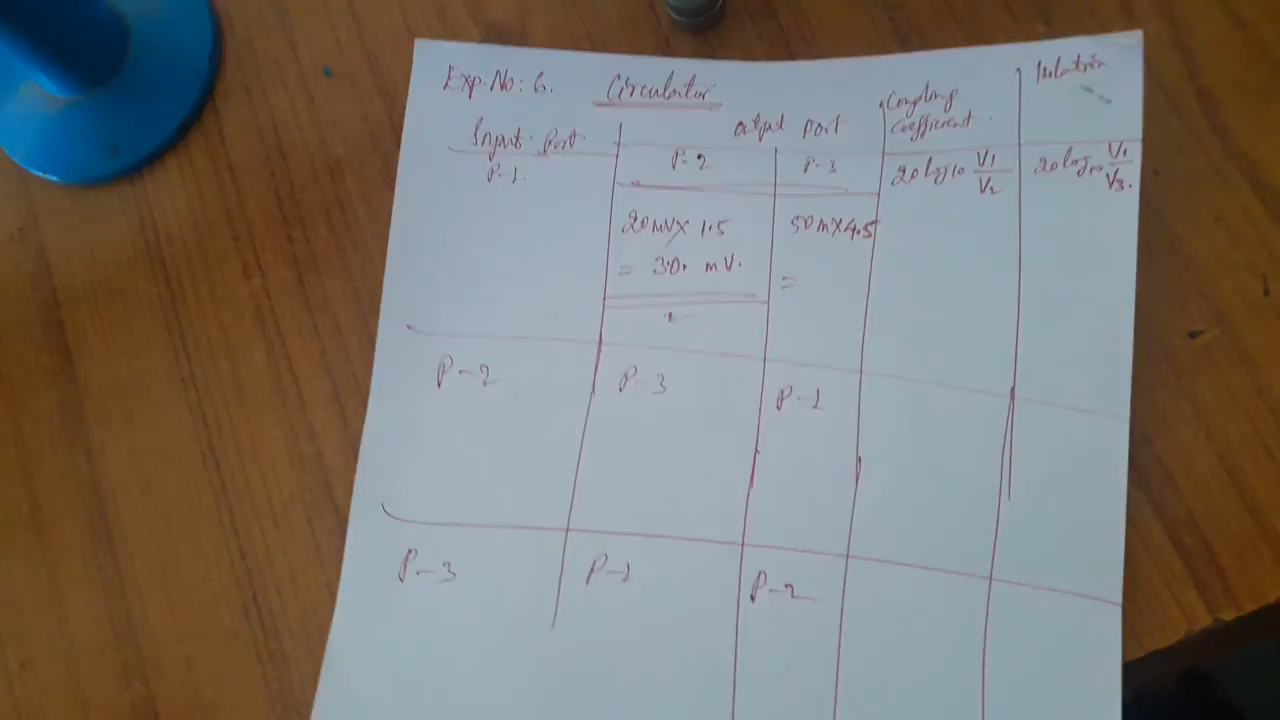 Exp.No: 6. Circulator
Input Port
P-1
output port
P-2
P-3
Coupling
Coefficient.
Isolation
20 log10 V1/V2
20 log10 V1/V3.
20mV× 1.5
= 30. mV.
50m×4.5
=
P-2
P-3
P-1
P-3
P-1
P-2